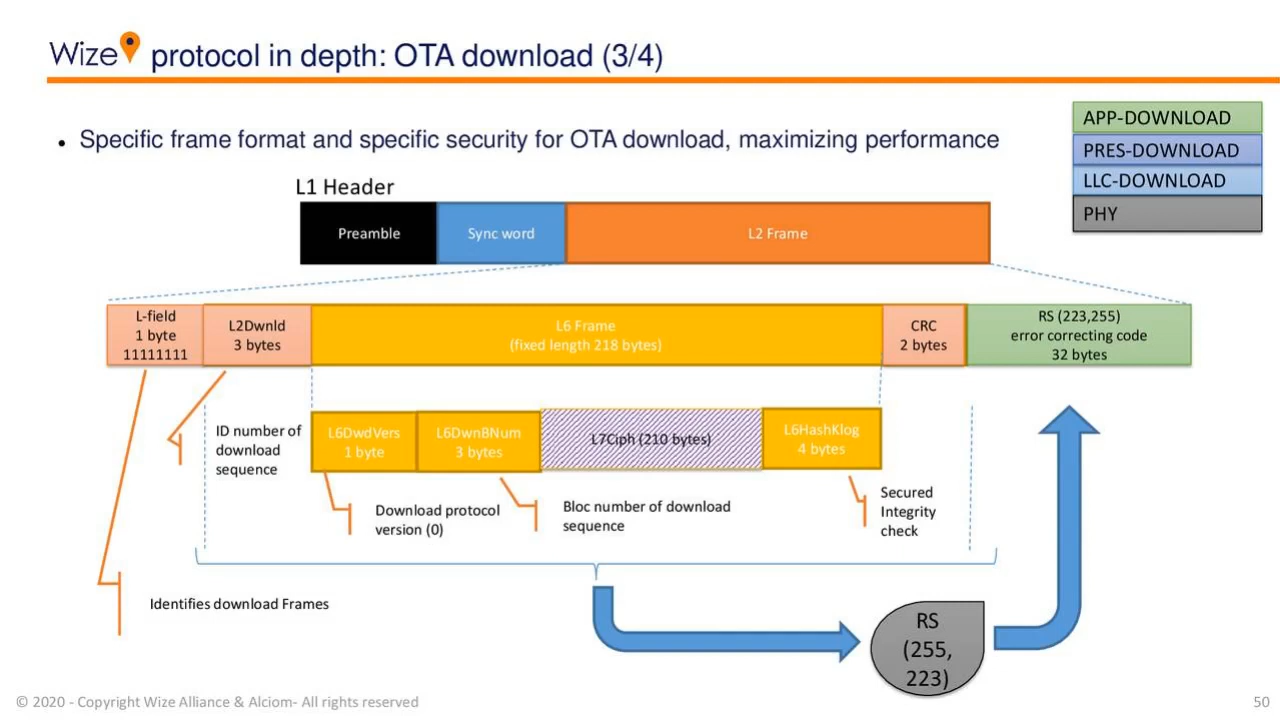 Wize protocol in depth: OTA download (3/4)
• Specific frame format and specific security for OTA download, maximizing performance
APP-DOWNLOAD
PRES-DOWNLOAD
LLC-DOWNLOAD
PHY
L1 Header
Preamble
Sync word
L2 Frame
L-field
1 byte
11111111
L2Dwnld
3 bytes
L6 Frame
(fixed length 218 bytes)
CRC
2 bytes
RS (223,255)
error correcting code
32 bytes
ID number of
download
sequence
L6DwdVers
1 byte
L6DwnBNum
3 bytes
L7Ciph (210 bytes)
L6HashKlog
4 bytes
Download protocol
version (0)
Bloc number of download
sequence
Secured
Integrity
check
Identifies download Frames
RS
(255,
223)
© 2020 - Copyright Wize Alliance & Alciom- All rights reserved
50